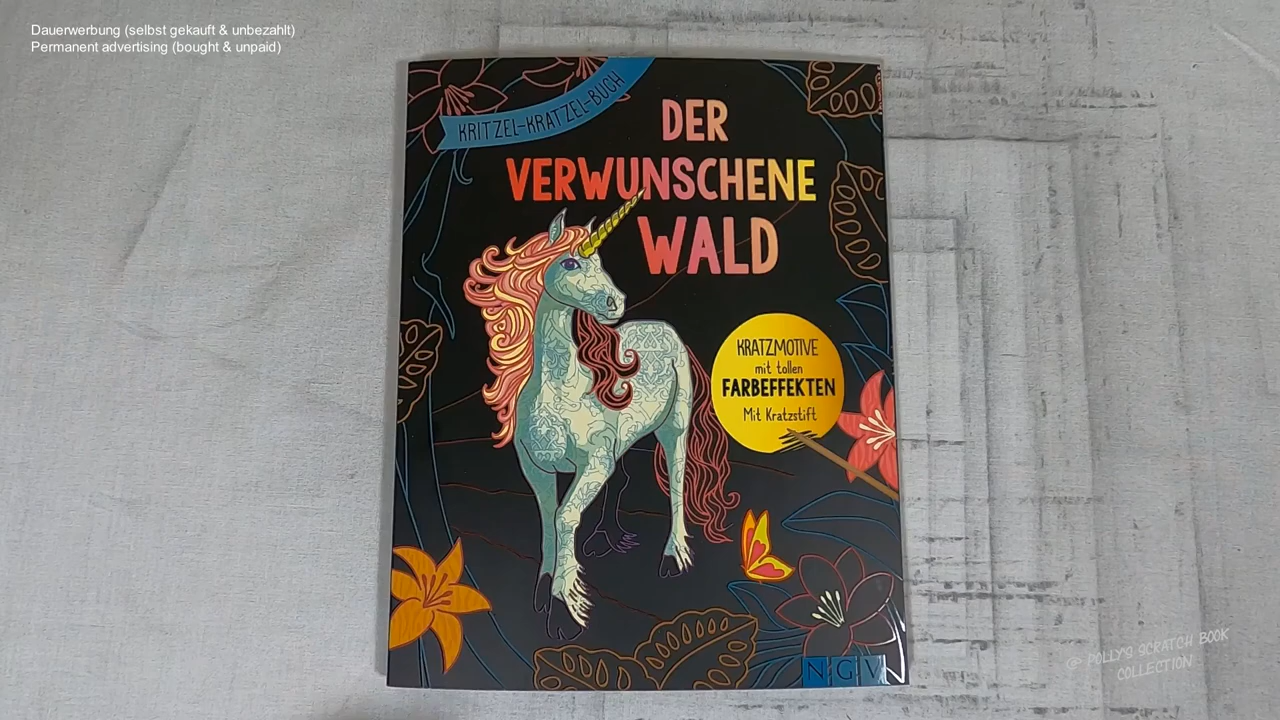 Dauerwerbung (selbst gekauft & unbezahlt)
Permanent advertising (bought & unpaid)
KRITZEL-KRATZEL-BUCH
DER
VERWUNSCHENE
WALD
KRATZMOTIVE
mit tollen
FARBEFFEKTEN
Mit Kratzstift
NGV
@ POLLY'S SCRATCH BOOK
COLLECTION